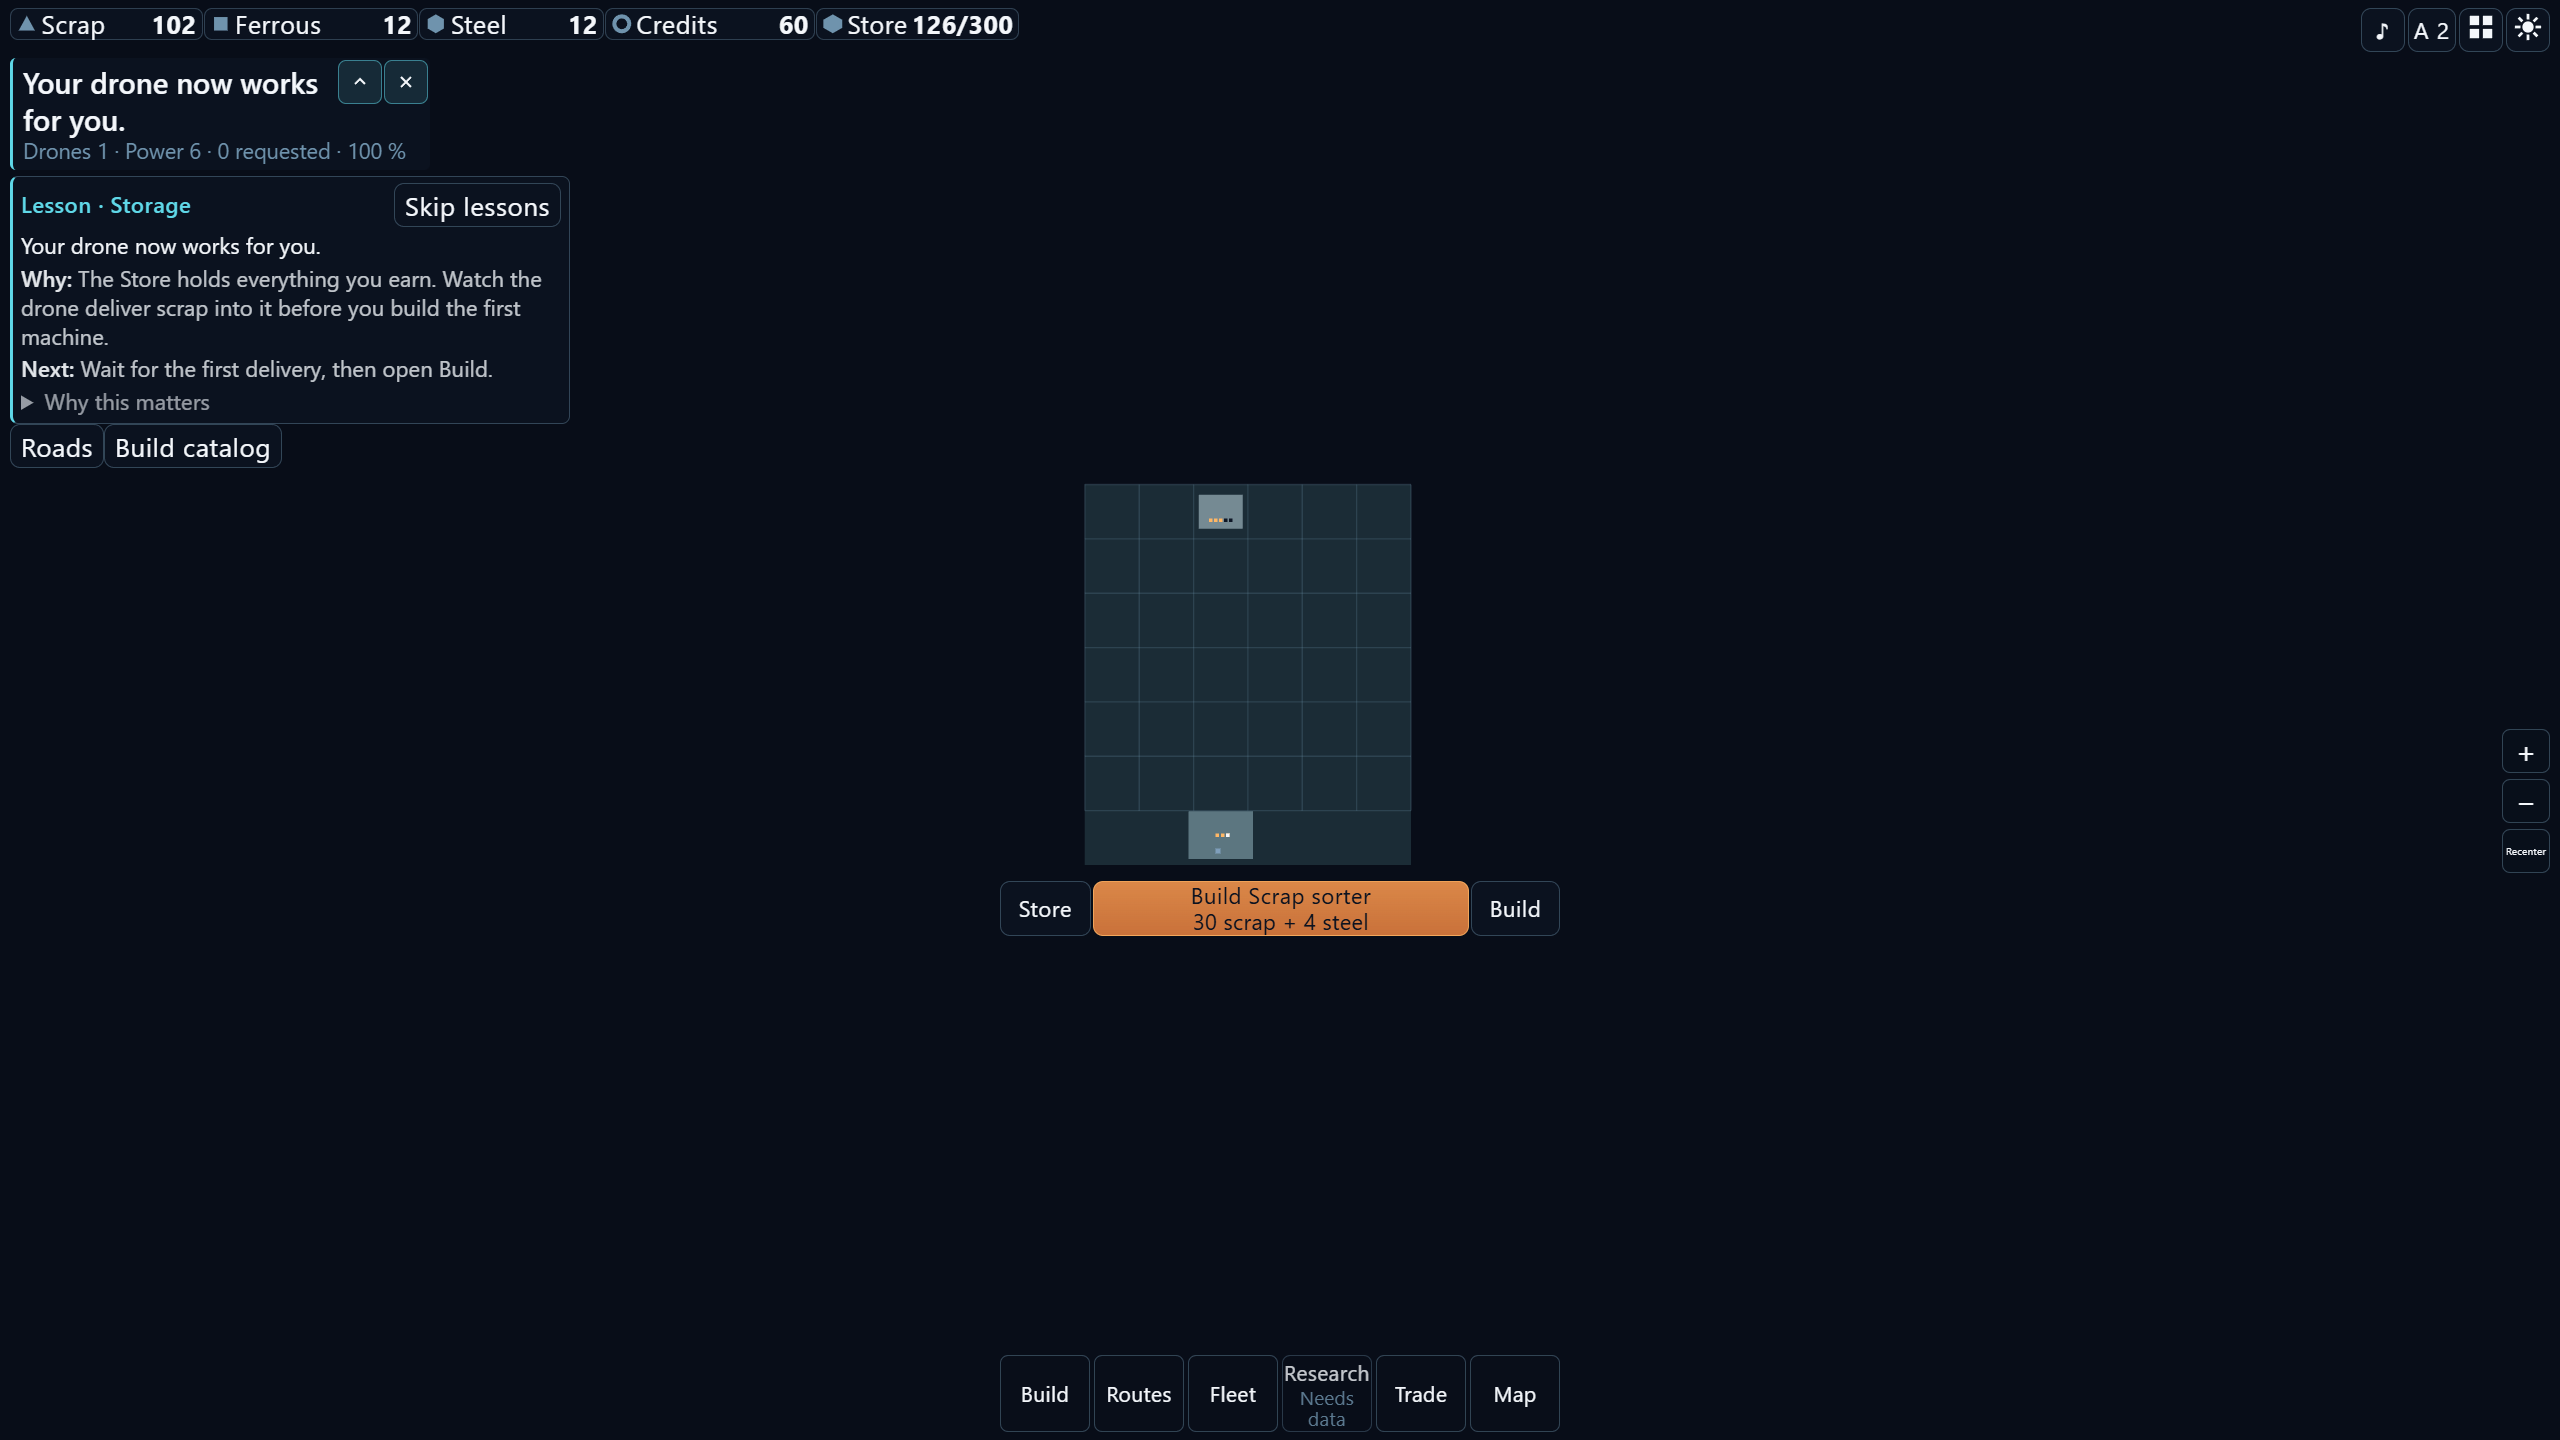 Scrap 102 Ferrous 12 Steel 12 Credits 60 Store 126/300
♪ A 2
Your drone now works
for you.
^ ×
Drones 1 · Power 6 · 0 requested · 100 %
Lesson · Storage
Skip lessons
Your drone now works for you.
Why: The Store holds everything you earn. Watch the
drone deliver scrap into it before you build the first
machine.
Next: Wait for the first delivery, then open Build.
▶ Why this matters
Roads Build catalog
+
−
Recenter
Store
Build Scrap sorter
30 scrap + 4 steel
Build
Build Routes Fleet
Research
Needs
data
Trade Map